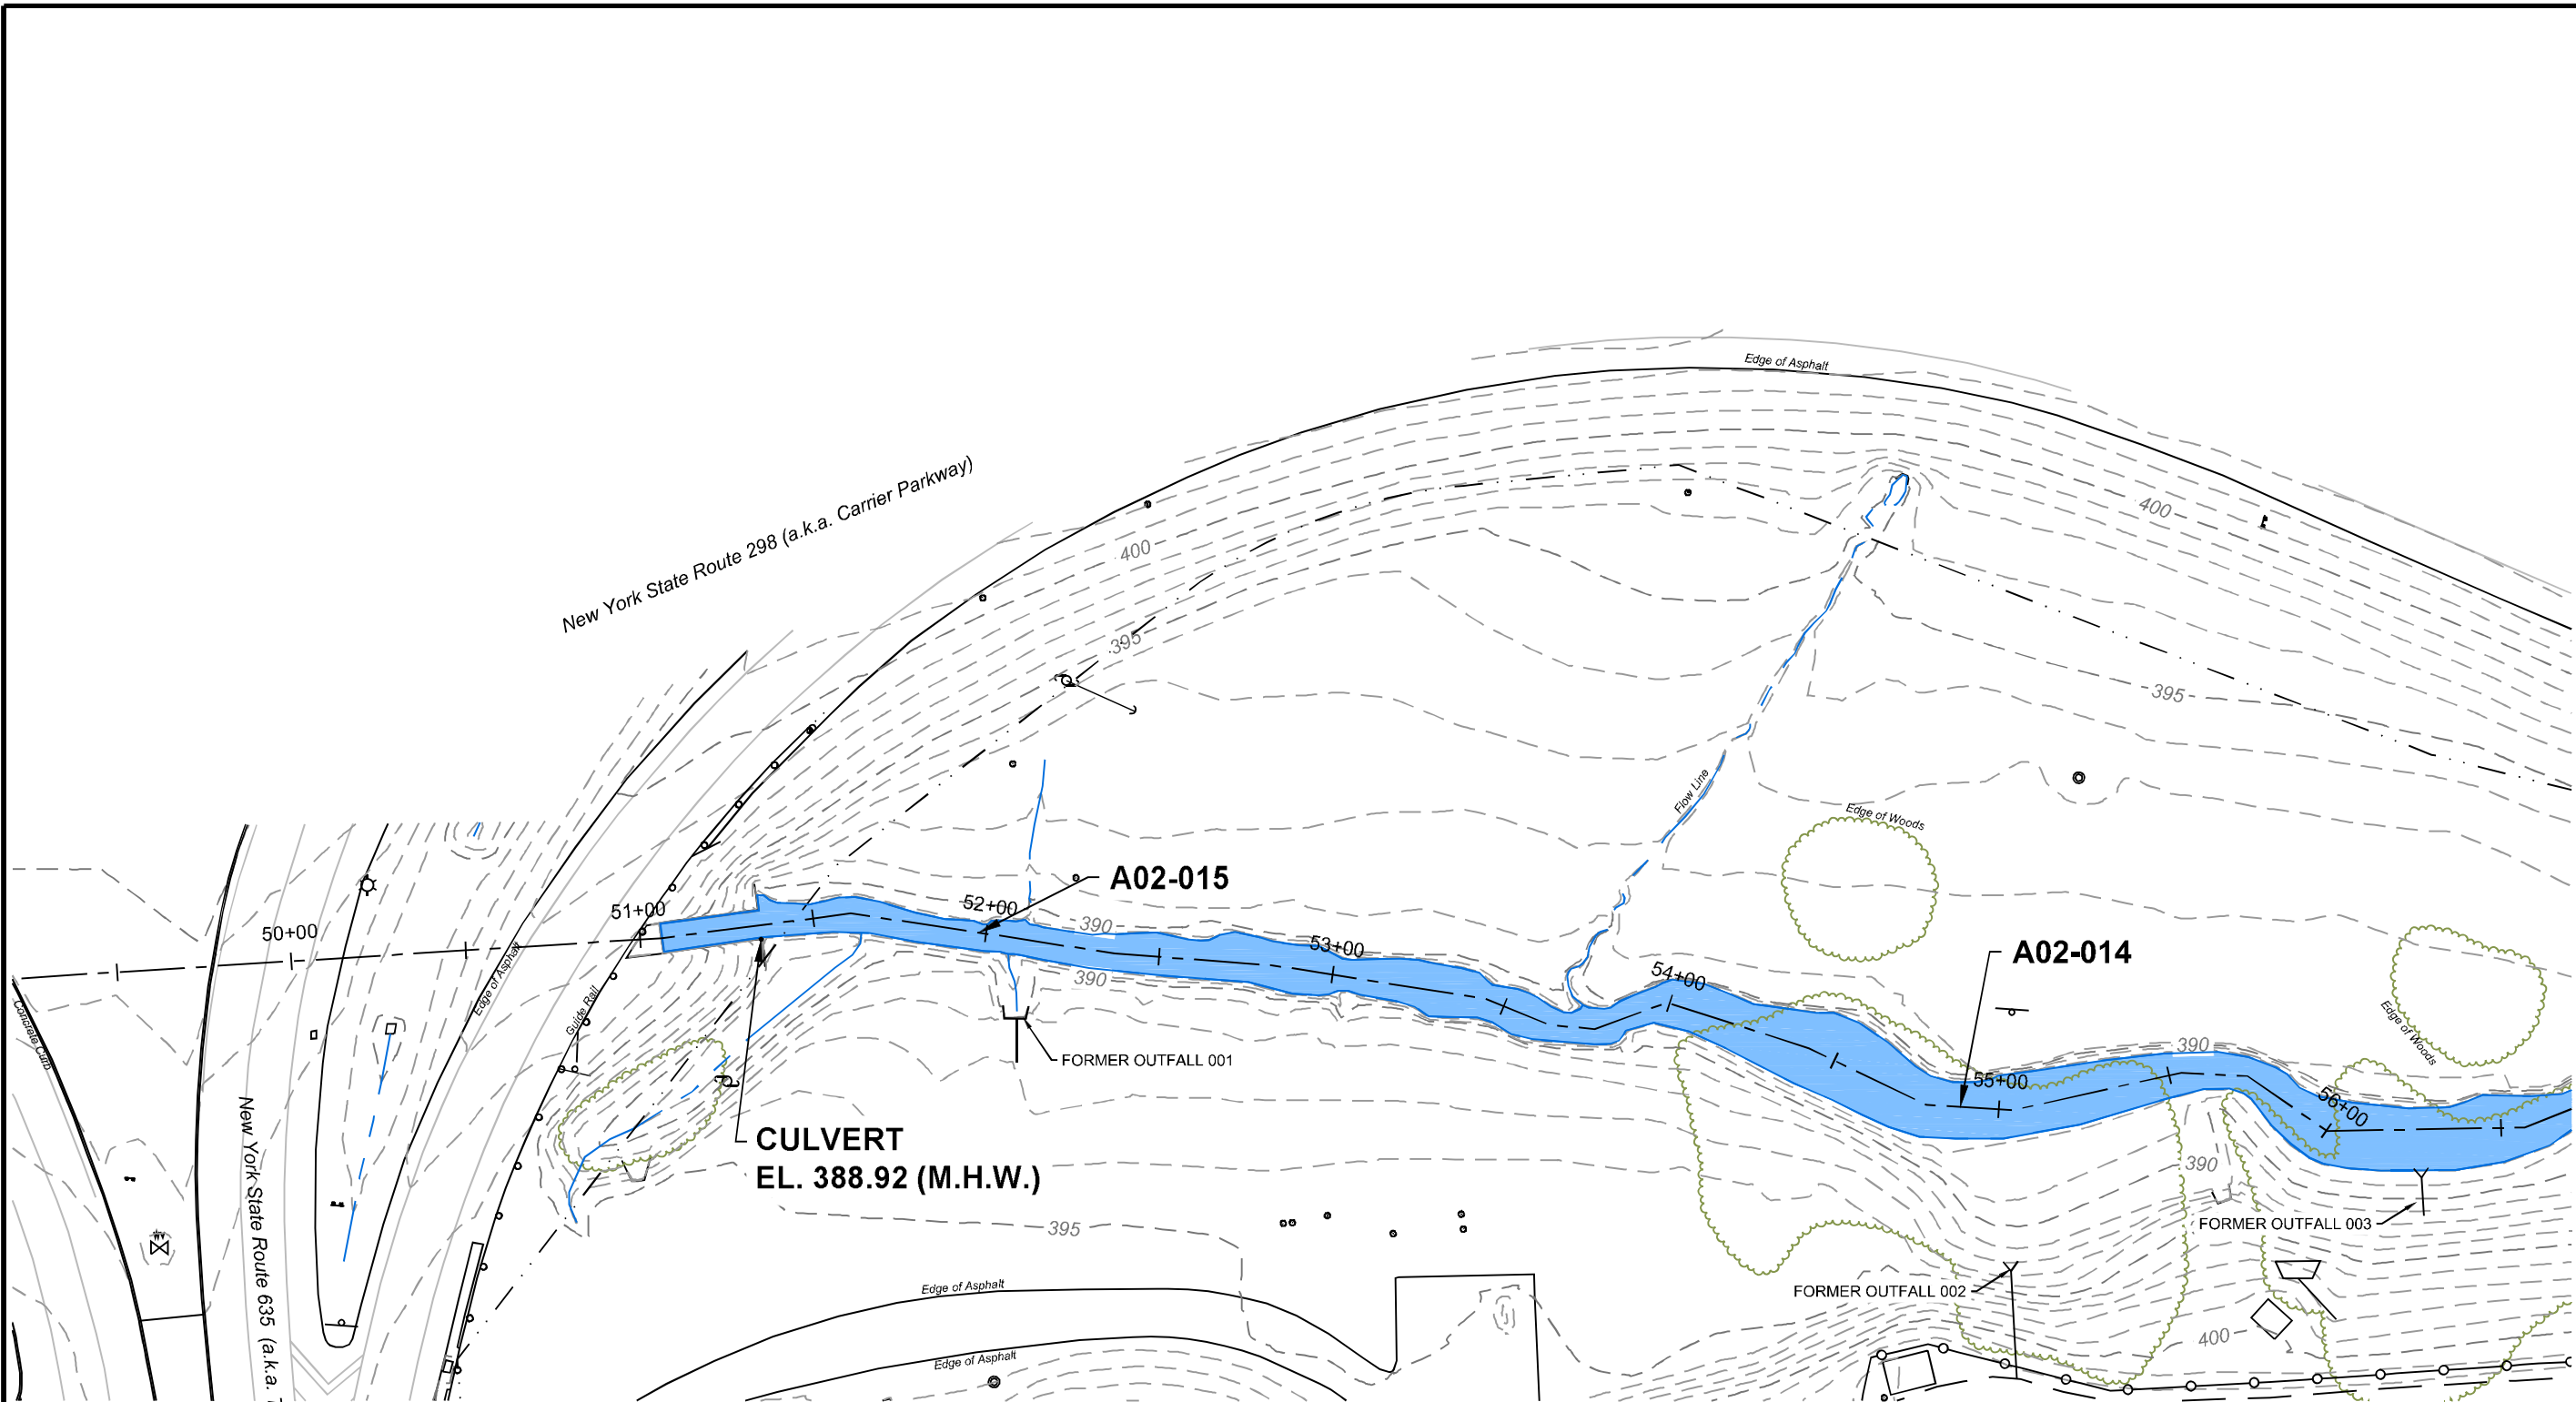 Edge of Asphalt
New York State Route 298 (a.k.a. Carrier Parkway)
400
400
395
395
Flow Line
Edge of Woods
A02-015
51+00
52+00
390
50+00
53+00
A02-014
54+00
390
Edge of Asphalt
Guide Rail
Concrete Curb
Edge of Woods
FORMER OUTFALL 001
390
55+00
56+00
CULVERT
EL. 388.92 (M.H.W.)
New York State Route 635 (a.k.a.
390
395
FORMER OUTFALL 003
Edge of Asphalt
FORMER OUTFALL 002
400
Edge of Asphalt